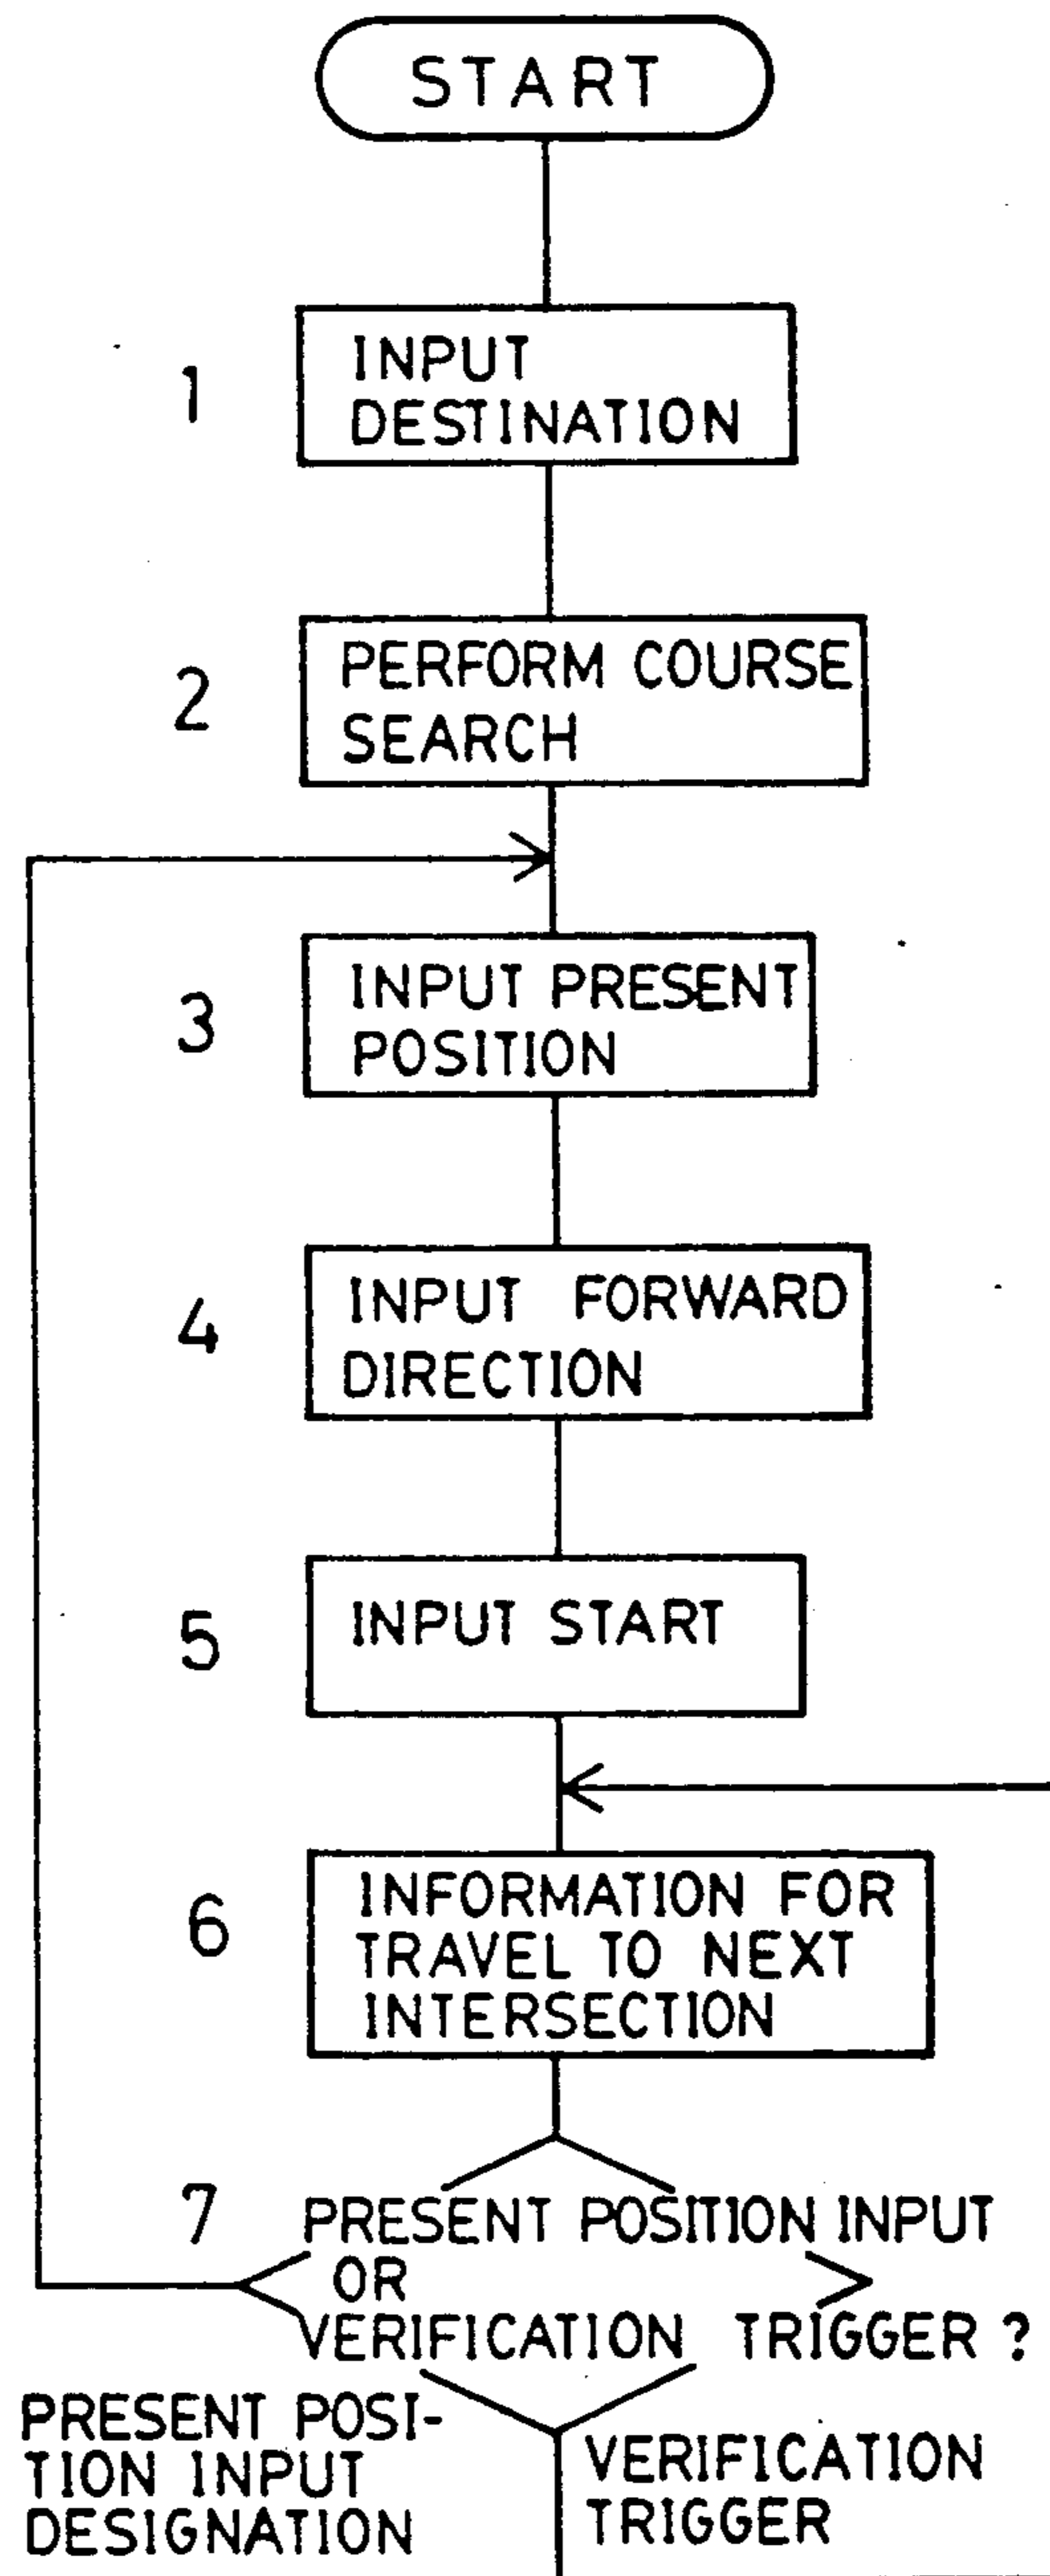 START
1
INPUT
DESTINATION
2
PERFORM COURSE
SEARCH
3
INPUT PRESENT
POSITION
4
INPUT FORWARD
DIRECTION
5
INPUT START
6
INFORMATION FOR
TRAVEL TO NEXT
INTERSECTION
7
PRESENT POSITION INPUT
OR
VERIFICATION TRIGGER ?
PRESENT POSI-
TION INPUT
DESIGNATION
VERIFICATION
TRIGGER